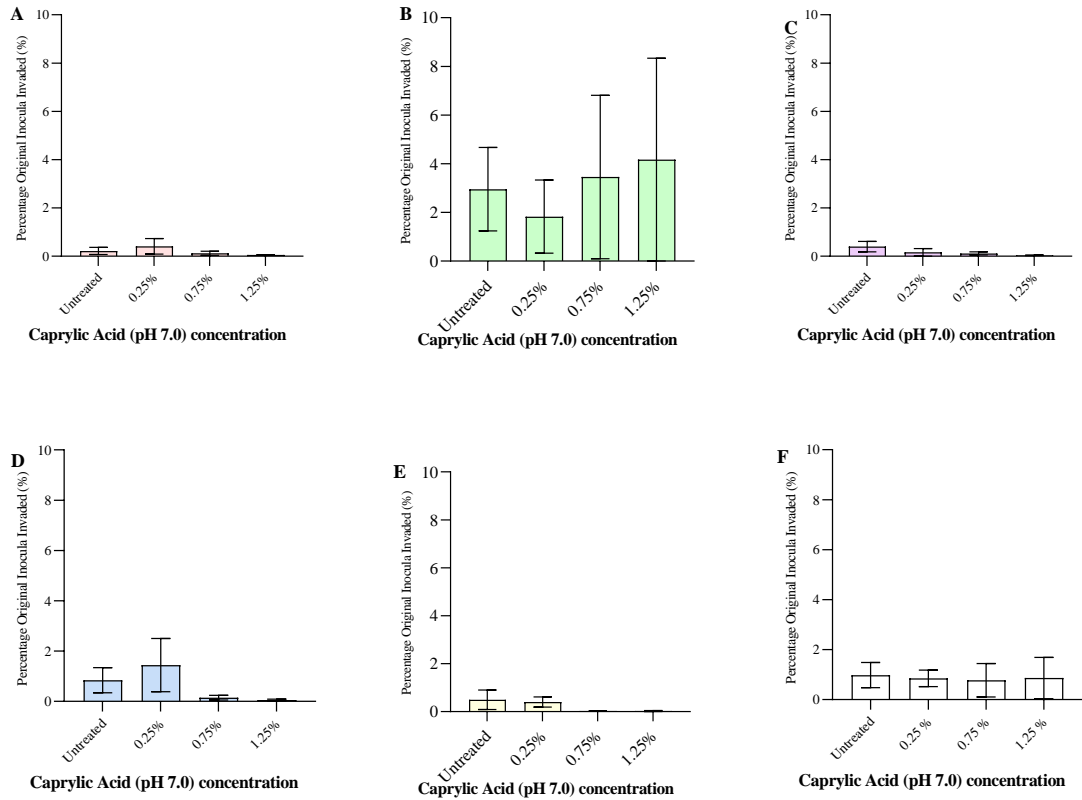 A
Percentage Original Inocula Invaded (%)
10
8
6
4
2
0
Untreated
0.25%
0.75%
1.25%
Caprylic Acid (pH 7.0) concentration
B
Percentage Original Inocula Invaded (%)
10
8
6
4
2
0
Untreated
0.25%
0.75%
1.25%
Caprylic Acid (pH 7.0) concentration
C
Percentage Original Inocula Invaded (%)
10
8
6
4
2
0
Untreated
0.25%
0.75%
1.25%
Caprylic Acid (pH 7.0) concentration
D
Percentage Original Inocula Invaded (%)
10
8
6
4
2
0
Untreated
0.25%
0.75%
1.25%
Caprylic Acid (pH 7.0) concentration
E
Percentage Original Inocula Invaded (%)
10
8
6
4
2
0
Untreated
0.25%
0.75%
1.25%
Caprylic Acid (pH 7.0) concentration
F
Percentage Original Inocula Invaded (%)
10
8
6
4
2
0
Untreated
0.25 %
0.75 %
1.25 %
Caprylic Acid (pH 7.0) concentration